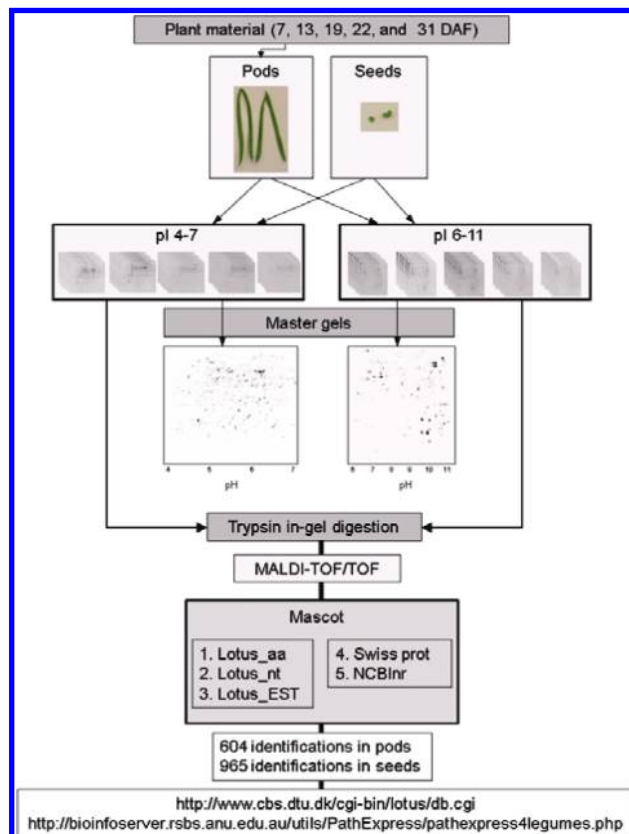 Plant material (7, 13, 19, 22, and 31 DAF)
Pods
Seeds
pI 4-7
pI 6-11
Master gels
4 5 6 7
pH
6 7 8 9 10 11
pH
Trypsin in-gel digestion
MALDI-TOF/TOF
Mascot
1. Lotus_aa
2. Lotus_nt
3. Lotus_EST
4. Swiss prot
5. NCBInr
604 identifications in pods
965 identifications in seeds
http://www.cbs.dtu.dk/cgi-bin/lotus/db.cgi
http://bioinfoserver.rsbs.anu.edu.au/utils/PathExpress/pathexpress4legumes.php